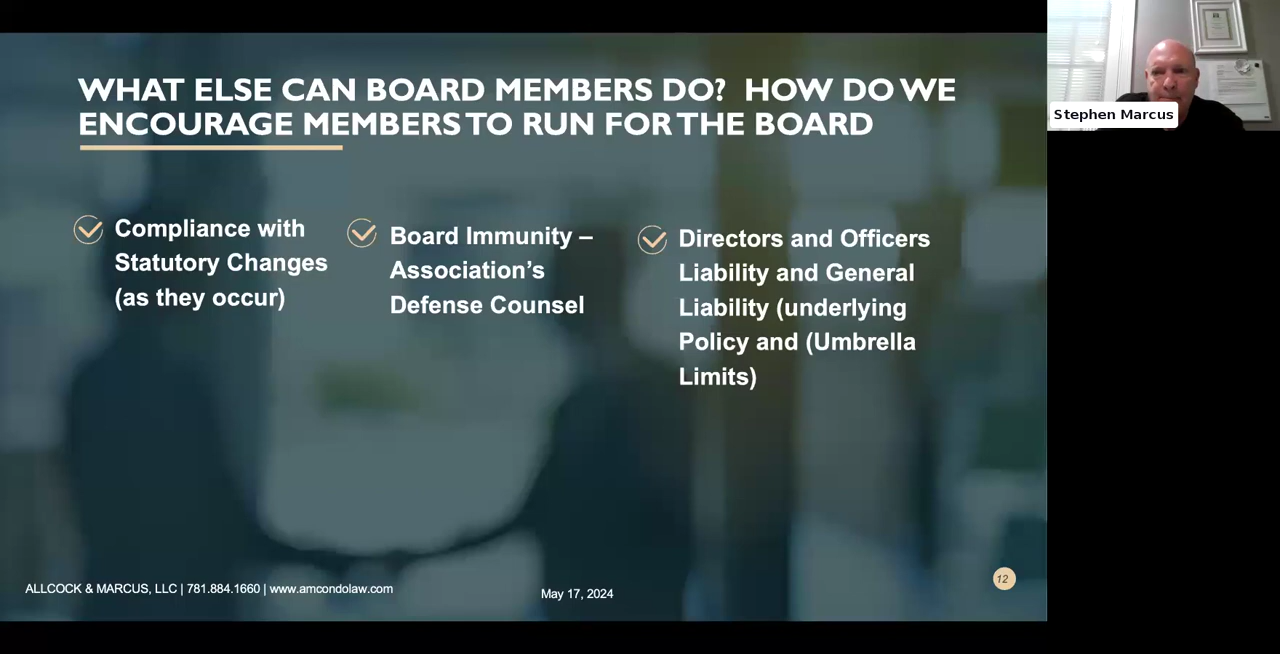 WHAT ELSE CAN BOARD MEMBERS DO? HOW DO WE
ENCOURAGE MEMBERS TO RUN FOR THE BOARD
Compliance with
Statutory Changes
(as they occur)
Board Immunity –
Association’s
Defense Counsel
Directors and Officers
Liability and General
Liability (underlying
Policy and (Umbrella
Limits)
ALLCOCK & MARCUS, LLC | 781.884.1660 | www.amcondolaw.com
May 17, 2024
12
Stephen Marcus